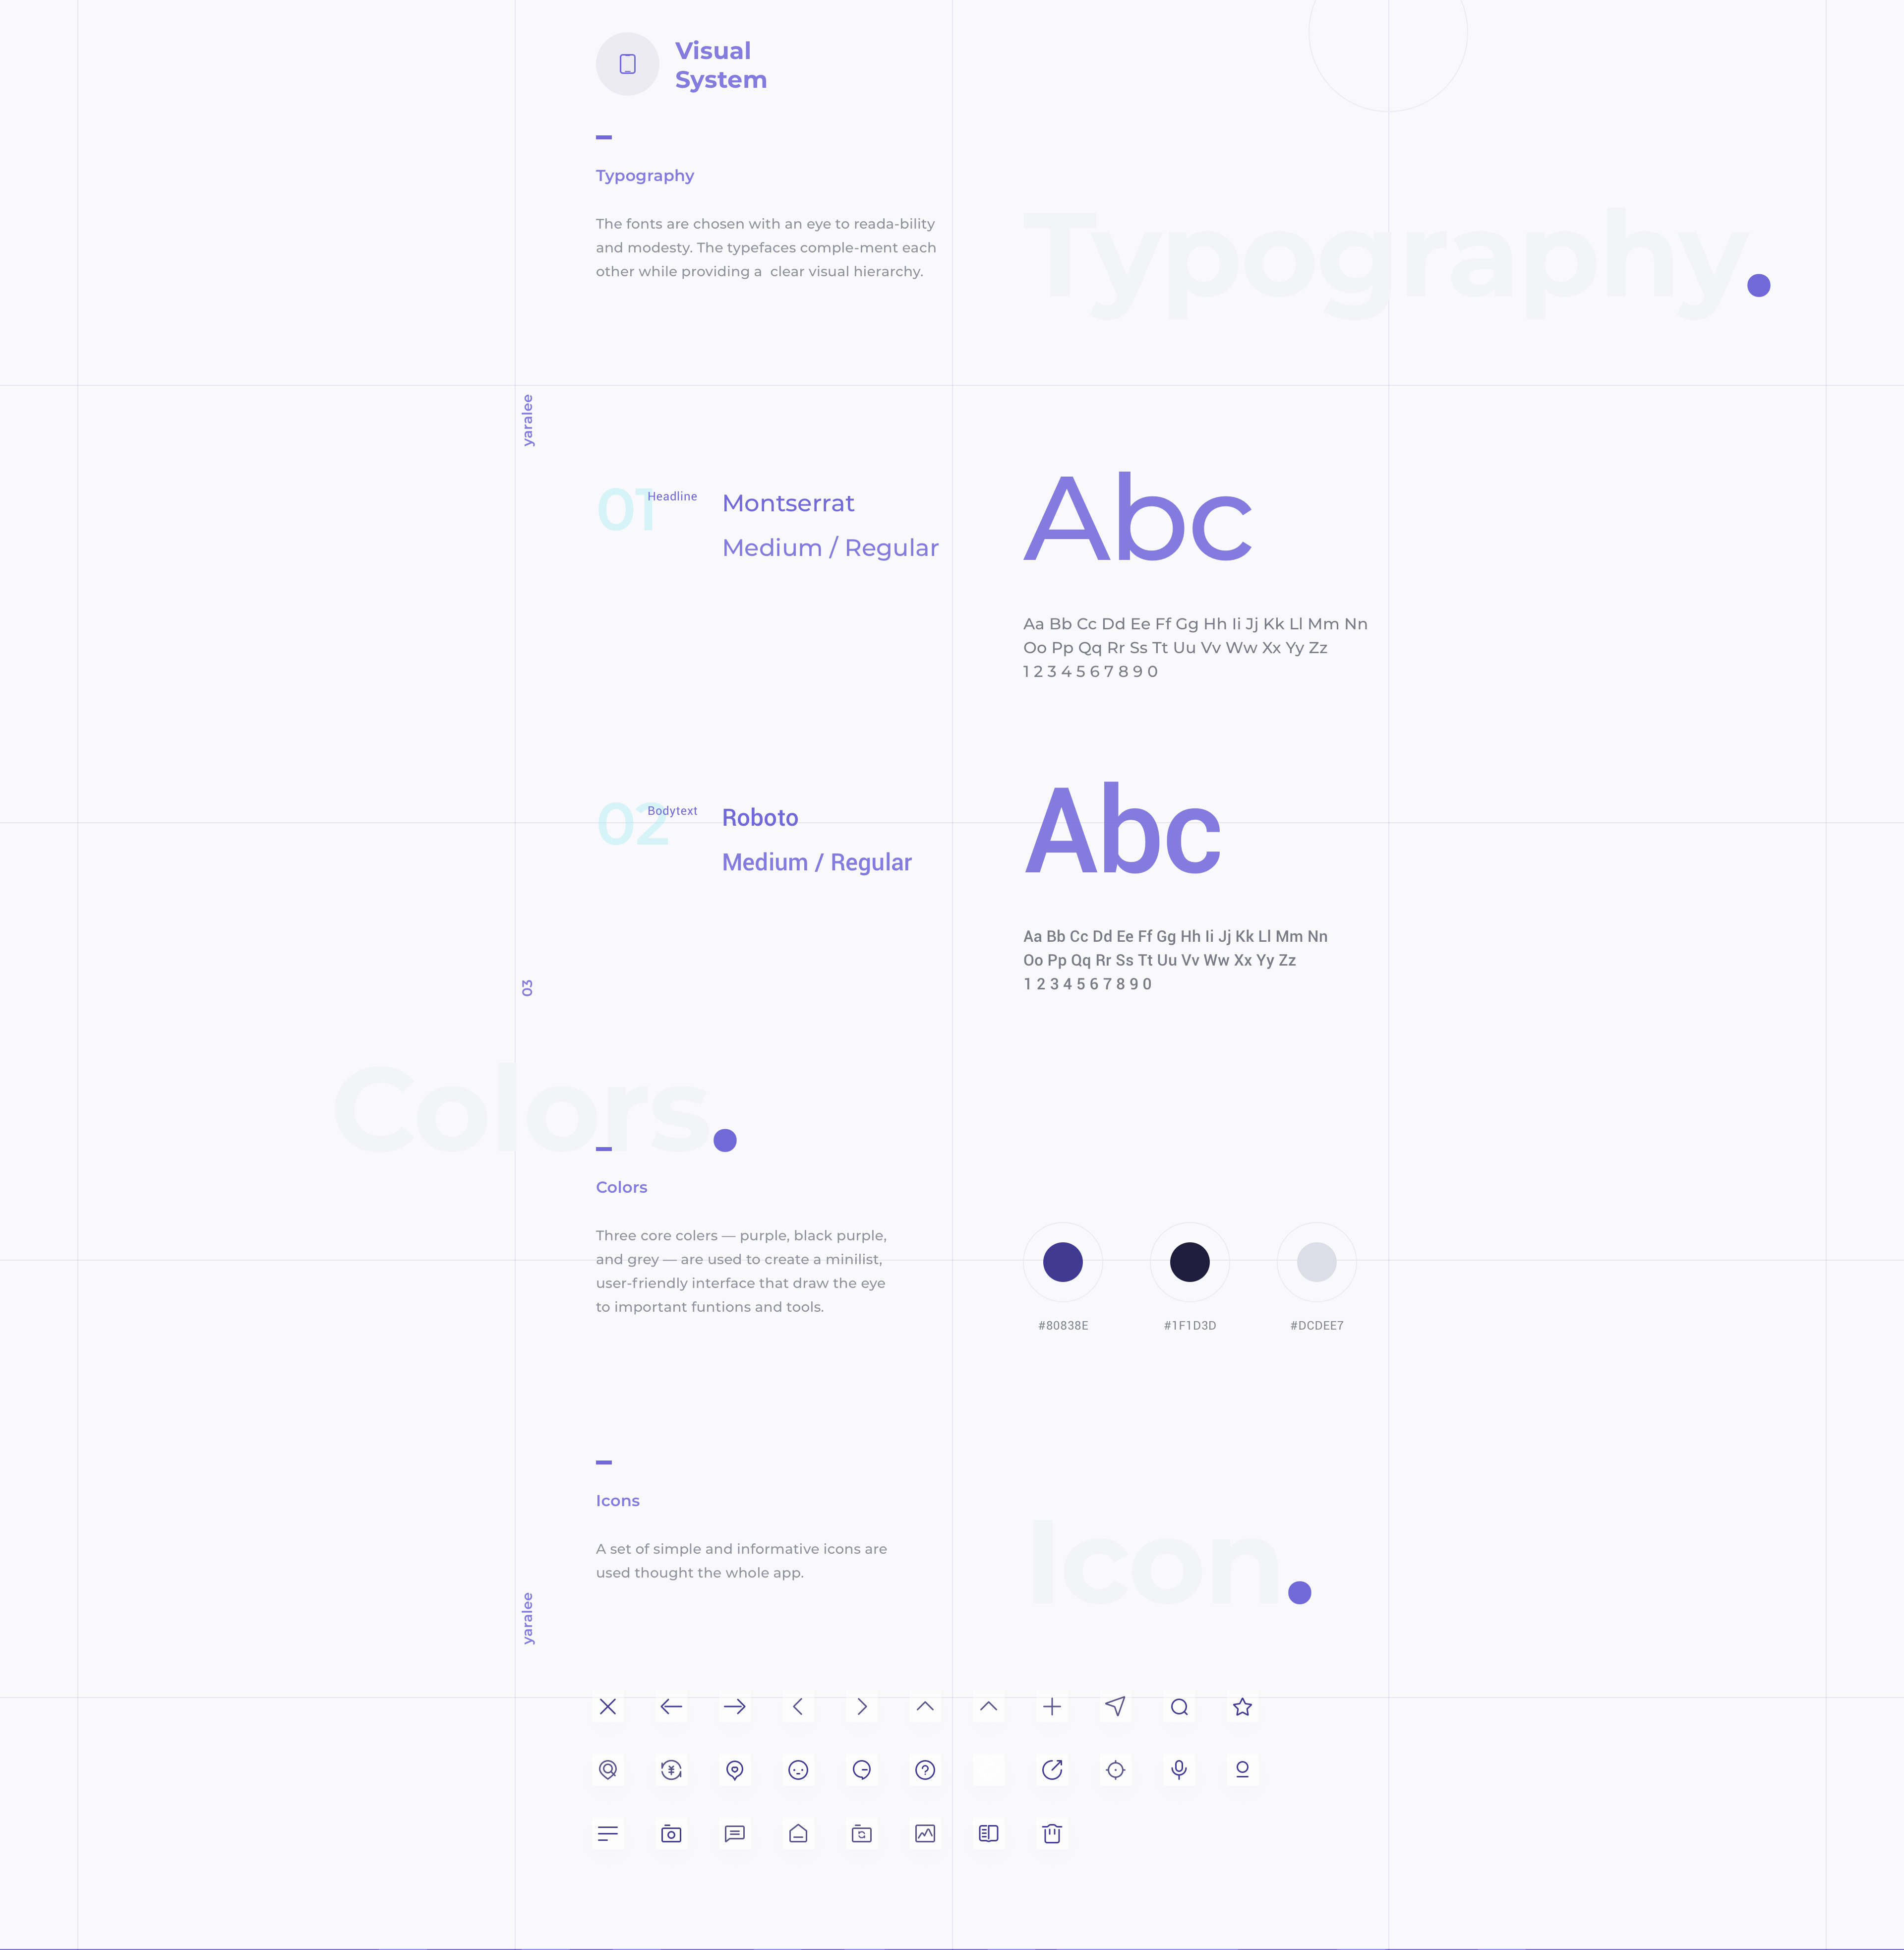 Visual
System
Typography
The fonts are chosen with an eye to reada-bility
and modesty. The typefaces comple-ment each
other while providing a  clear visual hierarchy.
Typography
yaralee
01
Headline
Montserrat
Medium / Regular
Abc
Aa Bb Cc Dd Ee Ff Gg Hh Ii Jj Kk Ll Mm Nn
Oo Pp Qq Rr Ss Tt Uu Vv Ww Xx Yy Zz
1 2 3 4 5 6 7 8 9 0
02
Bodytext
Roboto
Medium / Regular
Abc
Aa Bb Cc Dd Ee Ff Gg Hh Ii Jj Kk Ll Mm Nn
Oo Pp Qq Rr Ss Tt Uu Vv Ww Xx Yy Zz
1 2 3 4 5 6 7 8 9 0
03
Colors
Colors
Three core colers — purple, black purple,
and grey — are used to create a minilist,
user-friendly interface that draw the eye
to important funtions and tools.
#80838E
#1F1D3D
#DCDEE7
Icons
A set of simple and informative icons are
used thought the whole app.
Icon
yaralee